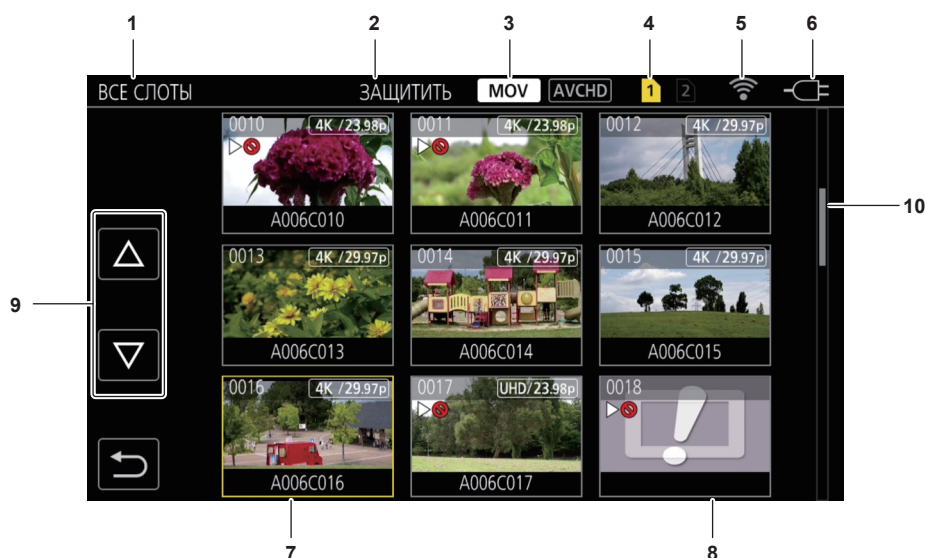 1 2 3 4 5 6
ВСЕ СЛОТЫ ЗАЩИТИТЬ MOV AVCHD 1 2
0010 4K /23.98p 0011 4K /23.98p 0012 4K /29.97p
A006C010 A006C011 A006C012
10
0013 4K /29.97p 0014 4K /29.97p 0015 4K /29.97p
9
A006C013 A006C014 A006C015
0016 4K /29.97p 0017 UHD/23.98p 0018
A006C016 A006C017
7 8